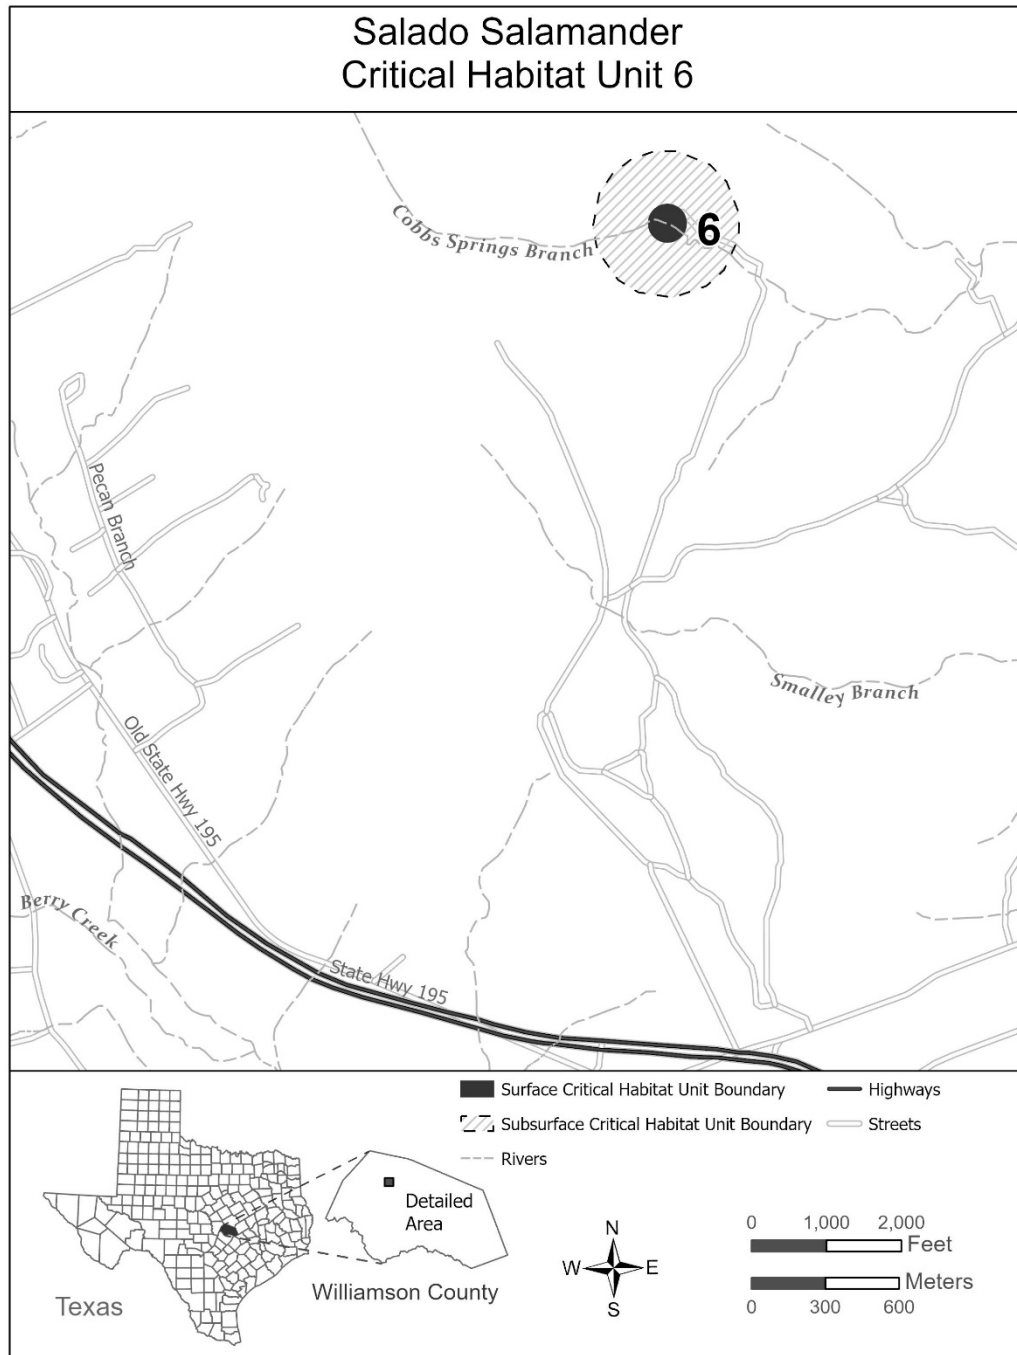 Salado Salamander
Critical Habitat Unit 6
Cobbs Springs Branch
6
Pecan Branch
Smalley Branch
Old State Hwy 195
Berry Creek
State Hwy 195
Surface Critical Habitat Unit Boundary
Highways
Subsurface Critical Habitat Unit Boundary
Streets
Rivers
Detailed
Area
Williamson County
Texas
N
W
E
S
0 1,000 2,000
Feet
Meters
0 300 600